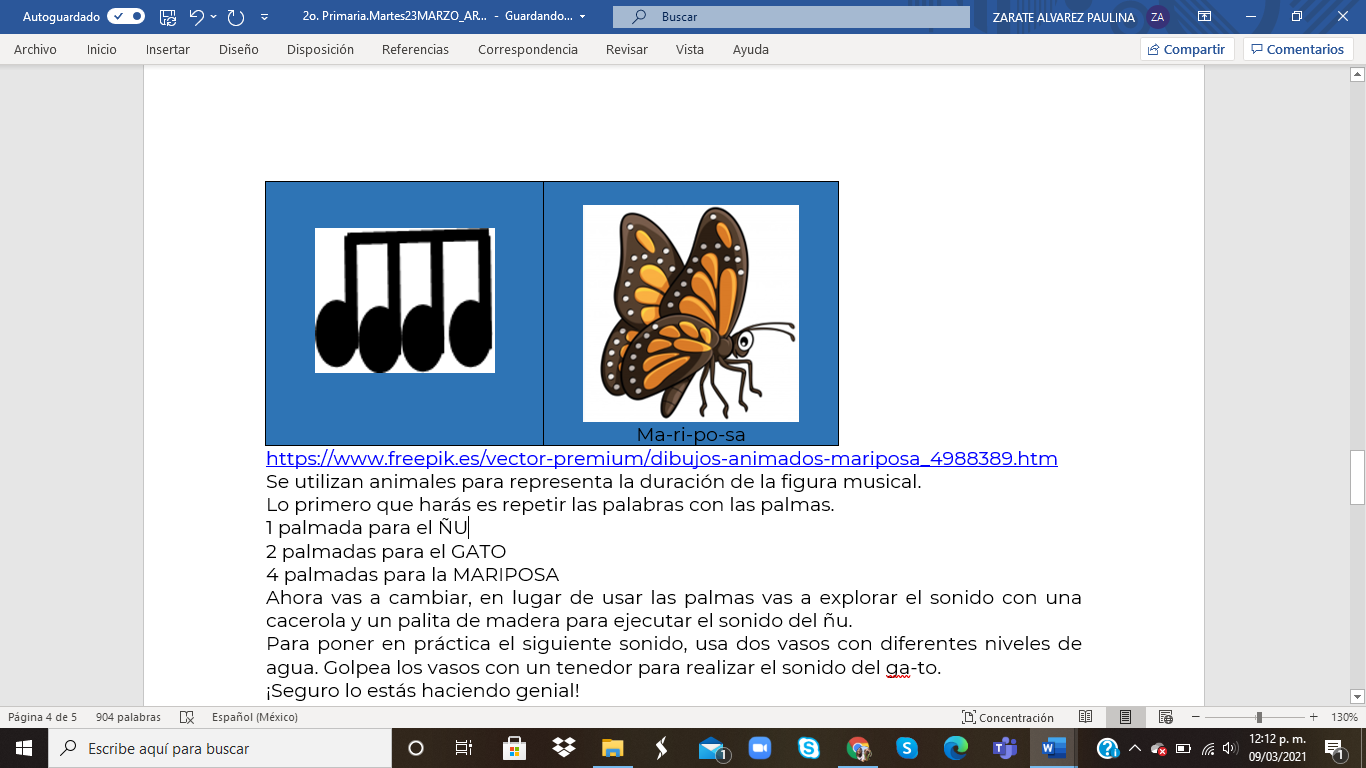 Autoguardado
2o. Primaria.Martes23MARZO_AR... - Guardando...
Buscar
ZARATE ALVAREZ PAULINA
ZA
Archivo Inicio Insertar Diseño Disposición Referencias Correspondencia Revisar Vista Ayuda
Compartir Comentarios
Ma-ri-po-sa
https://www.freepik.es/vector-premium/dibujos-animados-mariposa_4988389.htm
Se utilizan animales para representa la duración de la figura musical.
Lo primero que harás es repetir las palabras con las palmas.
1 palmada para el ÑU
2 palmadas para el GATO
4 palmadas para la MARIPOSA
Ahora vas a cambiar, en lugar de usar las palmas vas a explorar el sonido con una
cacerola y un palita de madera para ejecutar el sonido del ñu.
Para poner en práctica el siguiente sonido, usa dos vasos con diferentes niveles de
agua. Golpea los vasos con un tenedor para realizar el sonido del ga-to.
¡Seguro lo estás haciendo genial!
Página 4 de 5 904 palabras Español (México) Concentración 130%
Escribe aquí para buscar
1
12:12 p. m.
09/03/2021
1